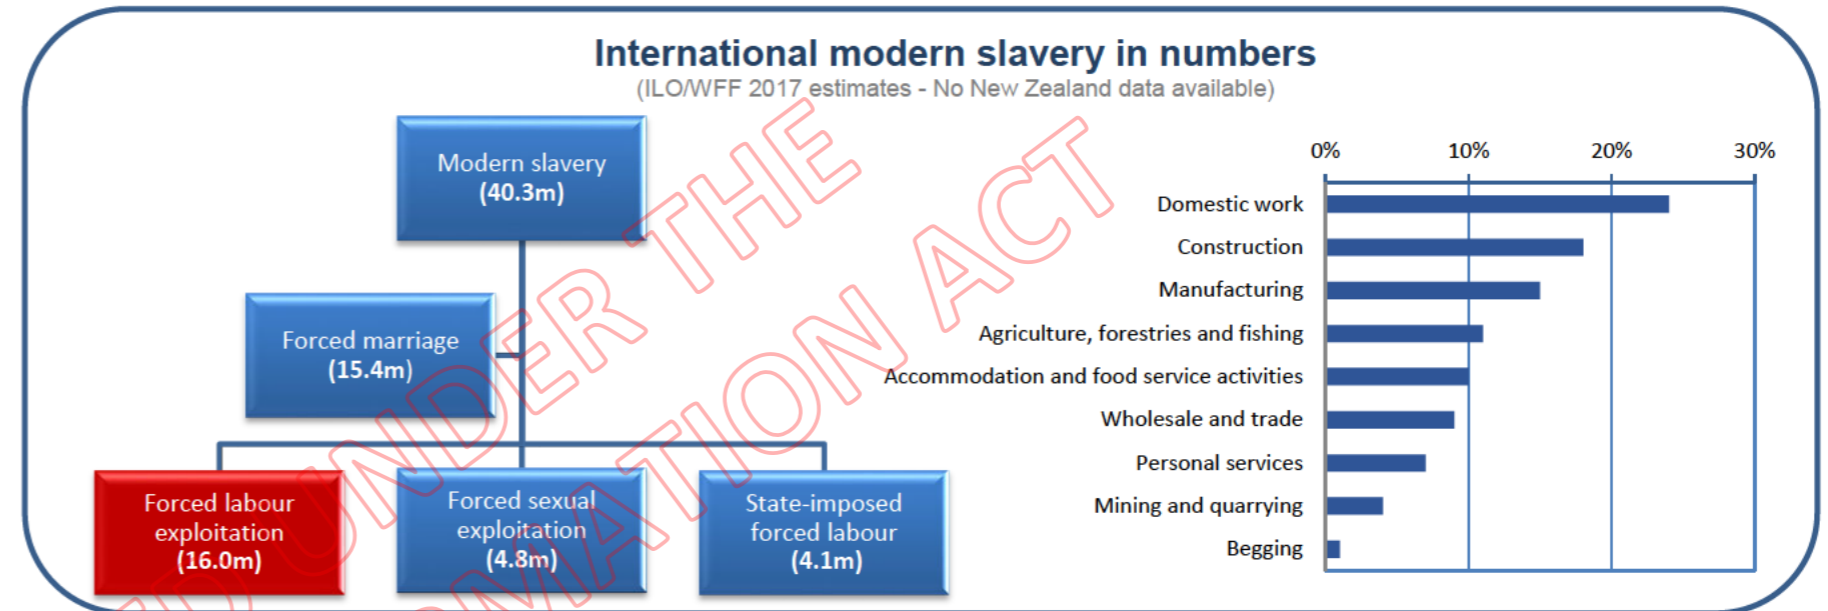 International modern slavery in numbers
(ILO/WFF 2017 estimates - No New Zealand data available)
Modern slavery
(40.3m)
Forced marriage
(15.4m)
Forced labour
exploitation
(16.0m)
Forced sexual
exploitation
(4.8m)
State-imposed
forced labour
(4.1m)
0% 10% 20% 30%
Domestic work
Construction
Manufacturing
Agriculture, forestries and fishing
Accommodation and food service activities
Wholesale and trade
Personal services
Mining and quarrying
Begging
UNDER THE
ACT